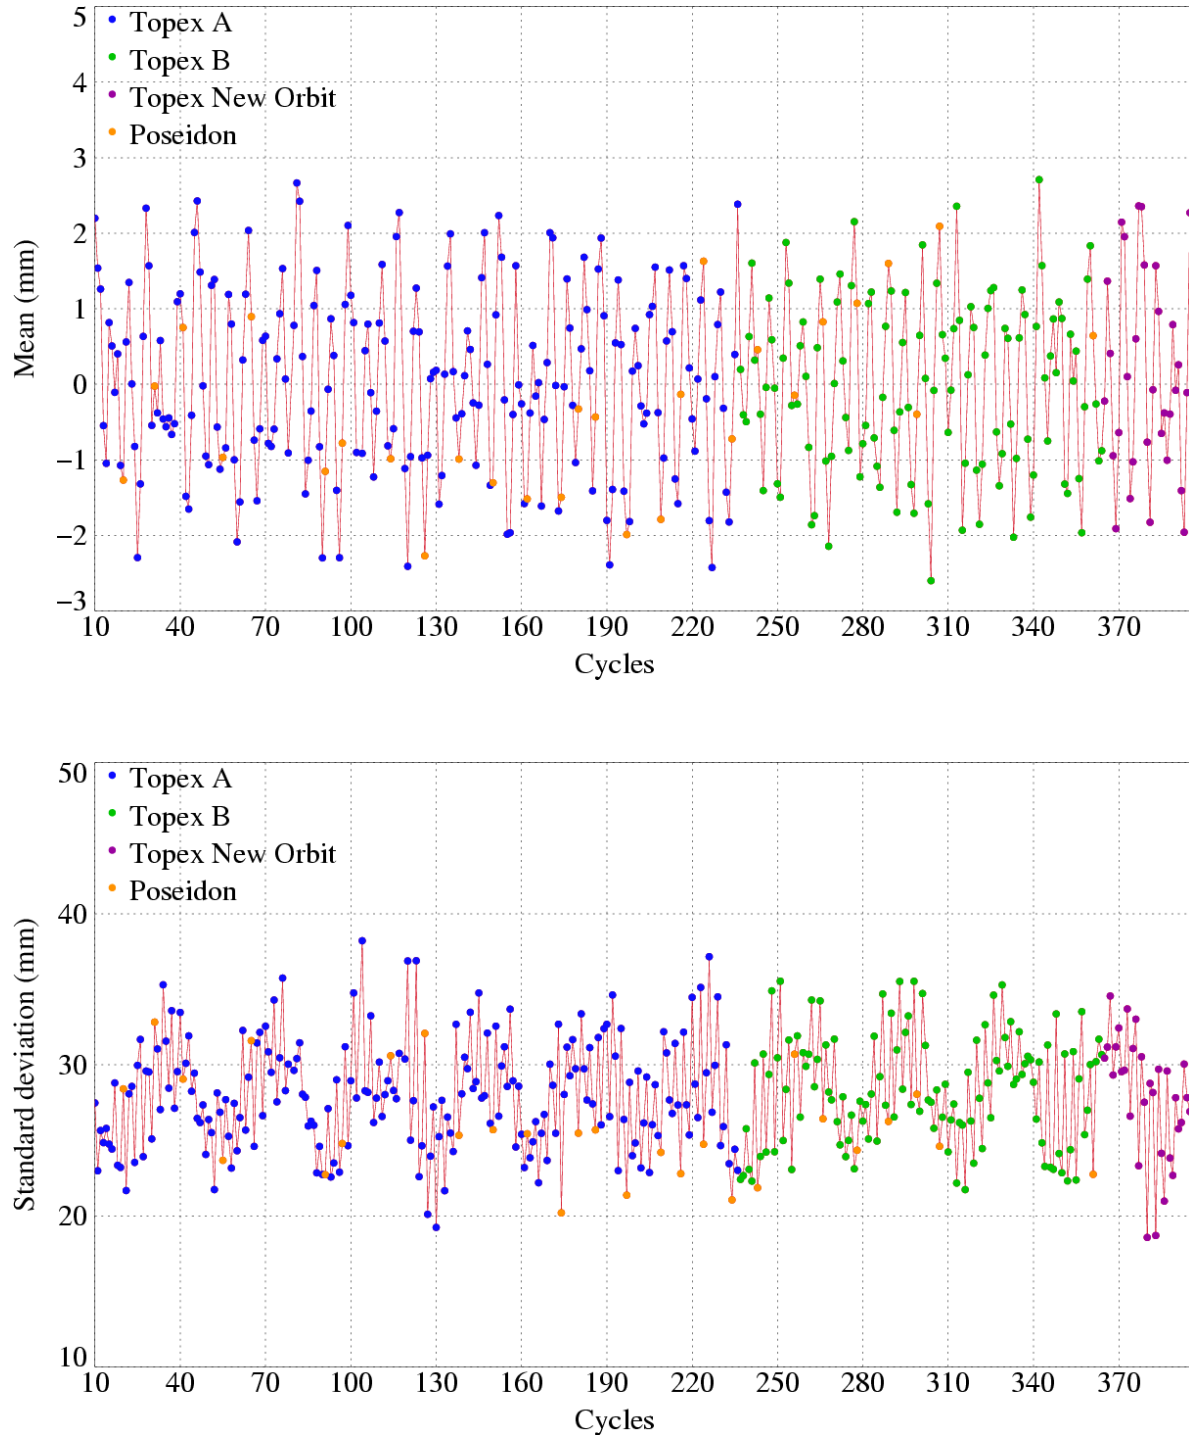 5
Topex A
Topex B
4
Topex New Orbit
Poseidon
3
2
1
0
−1
−2
−3
Mean (mm)
10 40 70 100 130 160 190 220 250 280 310 340 370
Cycles
50
Topex A
Topex B
Topex New Orbit
Poseidon
40
30
20
10
Standard deviation (mm)
10 40 70 100 130 160 190 220 250 280 310 340 370
Cycles